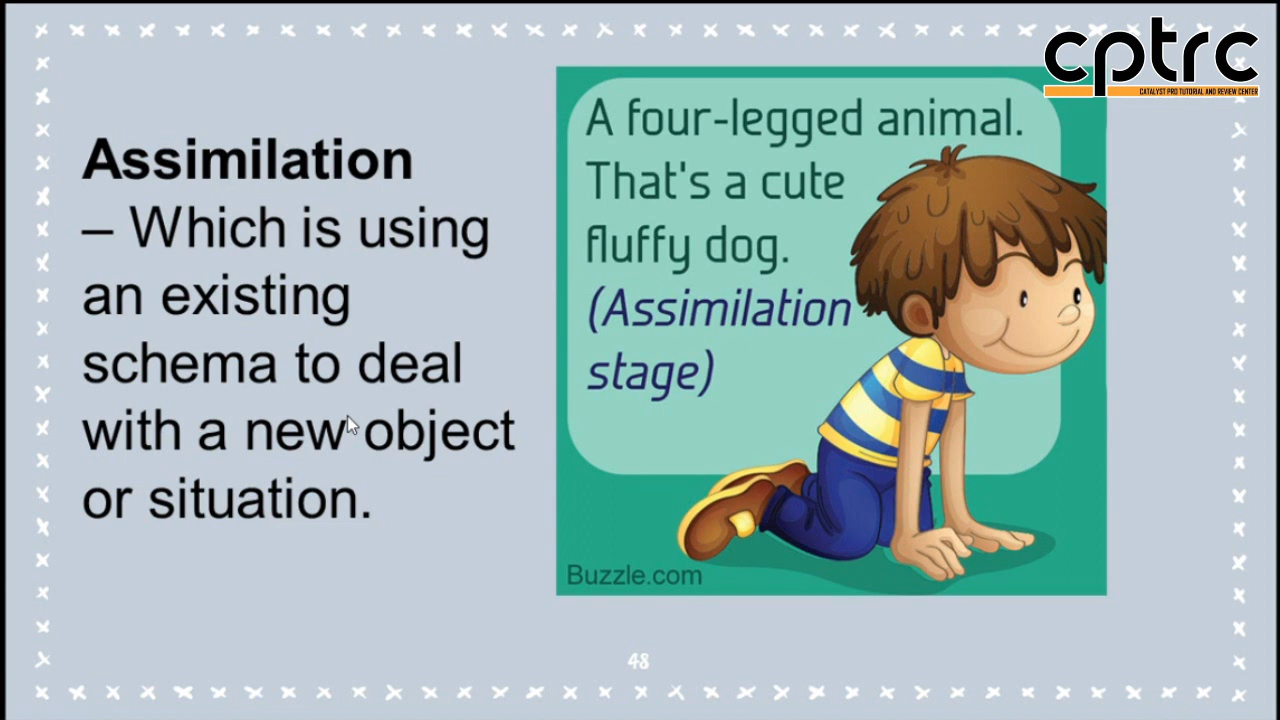 cptrc
CATALYST PRO TUTORIAL AND REVIEW CENTER
Assimilation
– Which is using
an existing
schema to deal
with a new object
or situation.
A four-legged animal.
That's a cute
fluffy dog.
(Assimilation
stage)
Buzzle.com
48